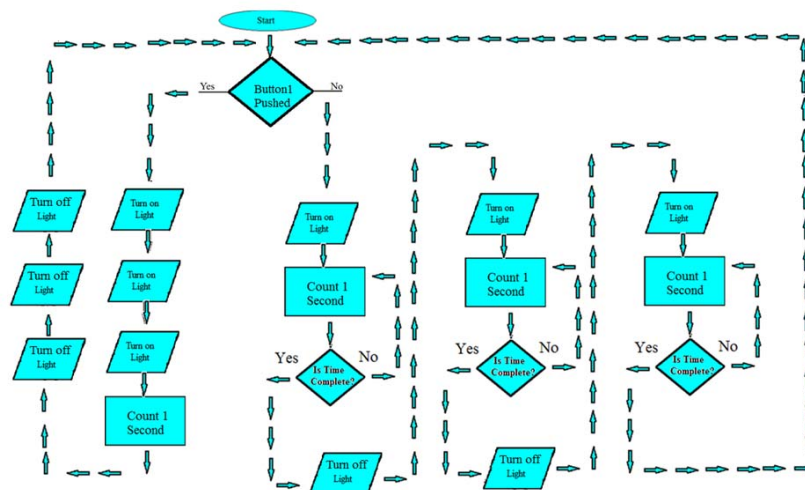 Start
Button1
Pushed
Yes
No
Turn on
Light
Turn on
Light
Turn on
Light
Count 1
Second
Turn off
Light
Turn off
Light
Turn off
Light
Turn on
Light
Count 1
Second
Is Time
Complete?
Yes
No
Turn off
Light
Turn on
Light
Count 1
Second
Is Time
Complete?
Yes
No
Turn off
Light
Turn on
Light
Count 1
Second
Is Time
Complete?
Yes
No